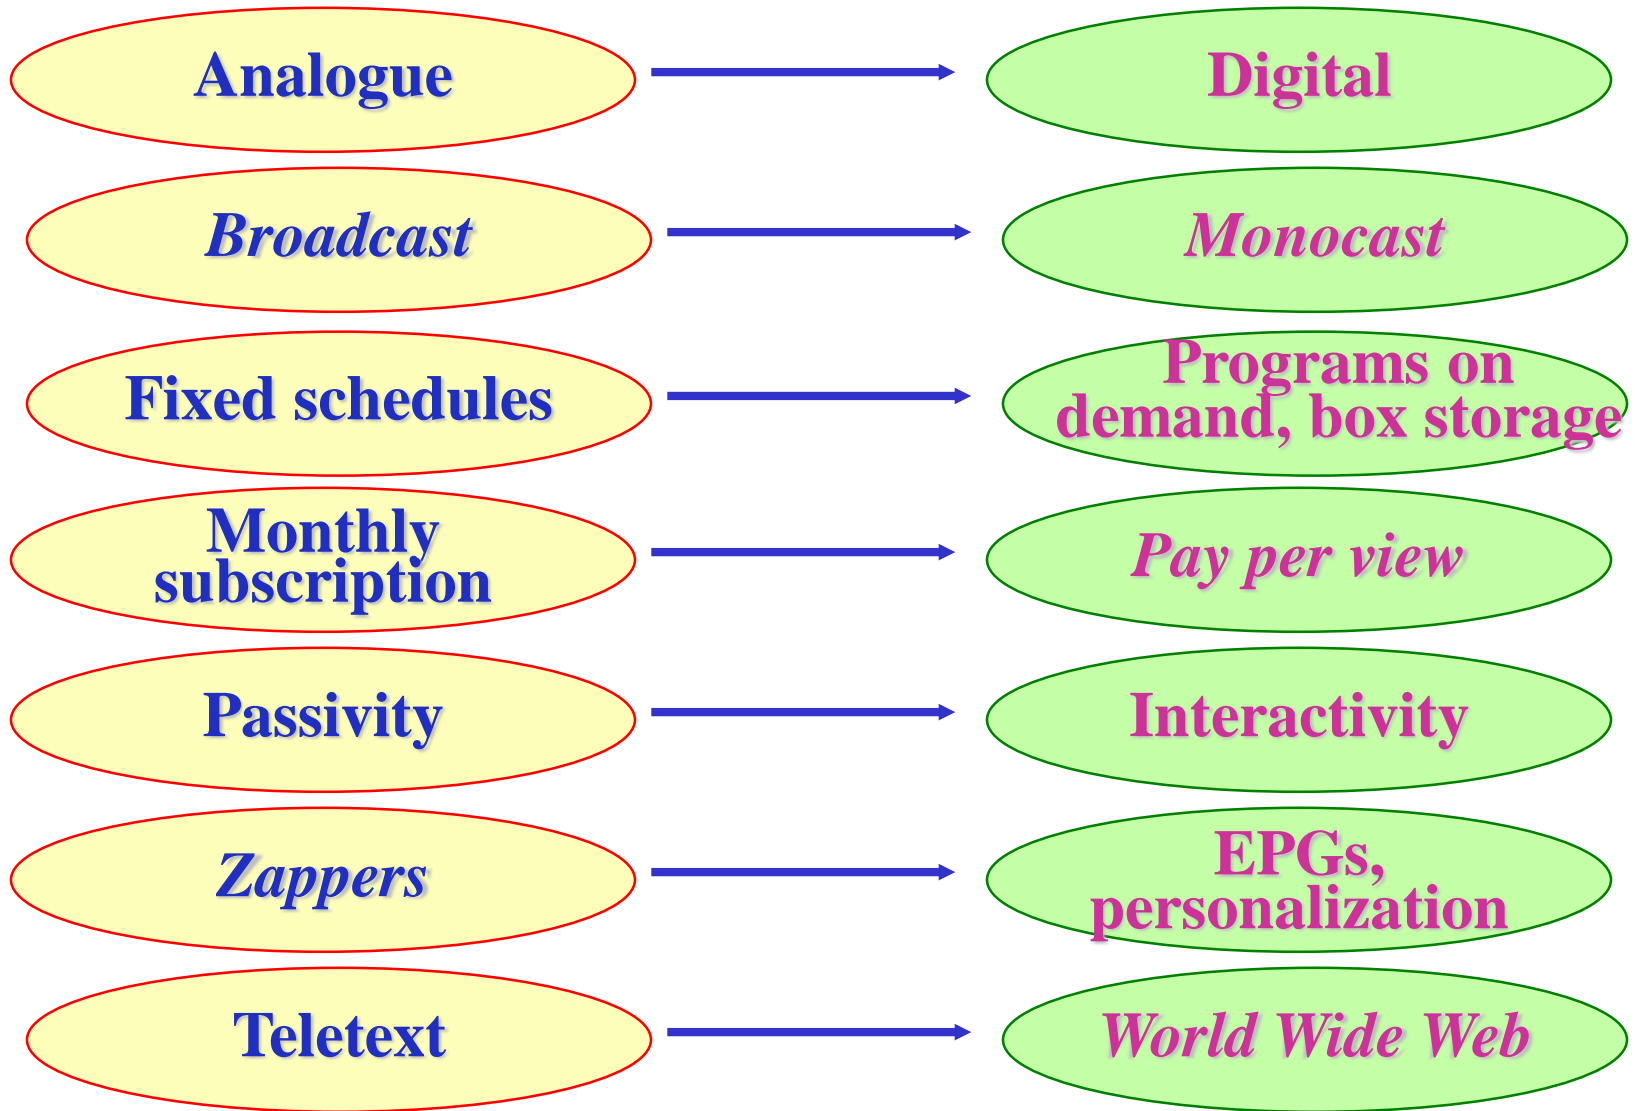 Analogue
Digital
Broadcast
Monocast
Fixed schedules
Programs on
demand, box storage
Monthly
subscription
Pay per view
Passivity
Interactivity
Zappers
EPGs,
personalization
Teletext
World Wide Web